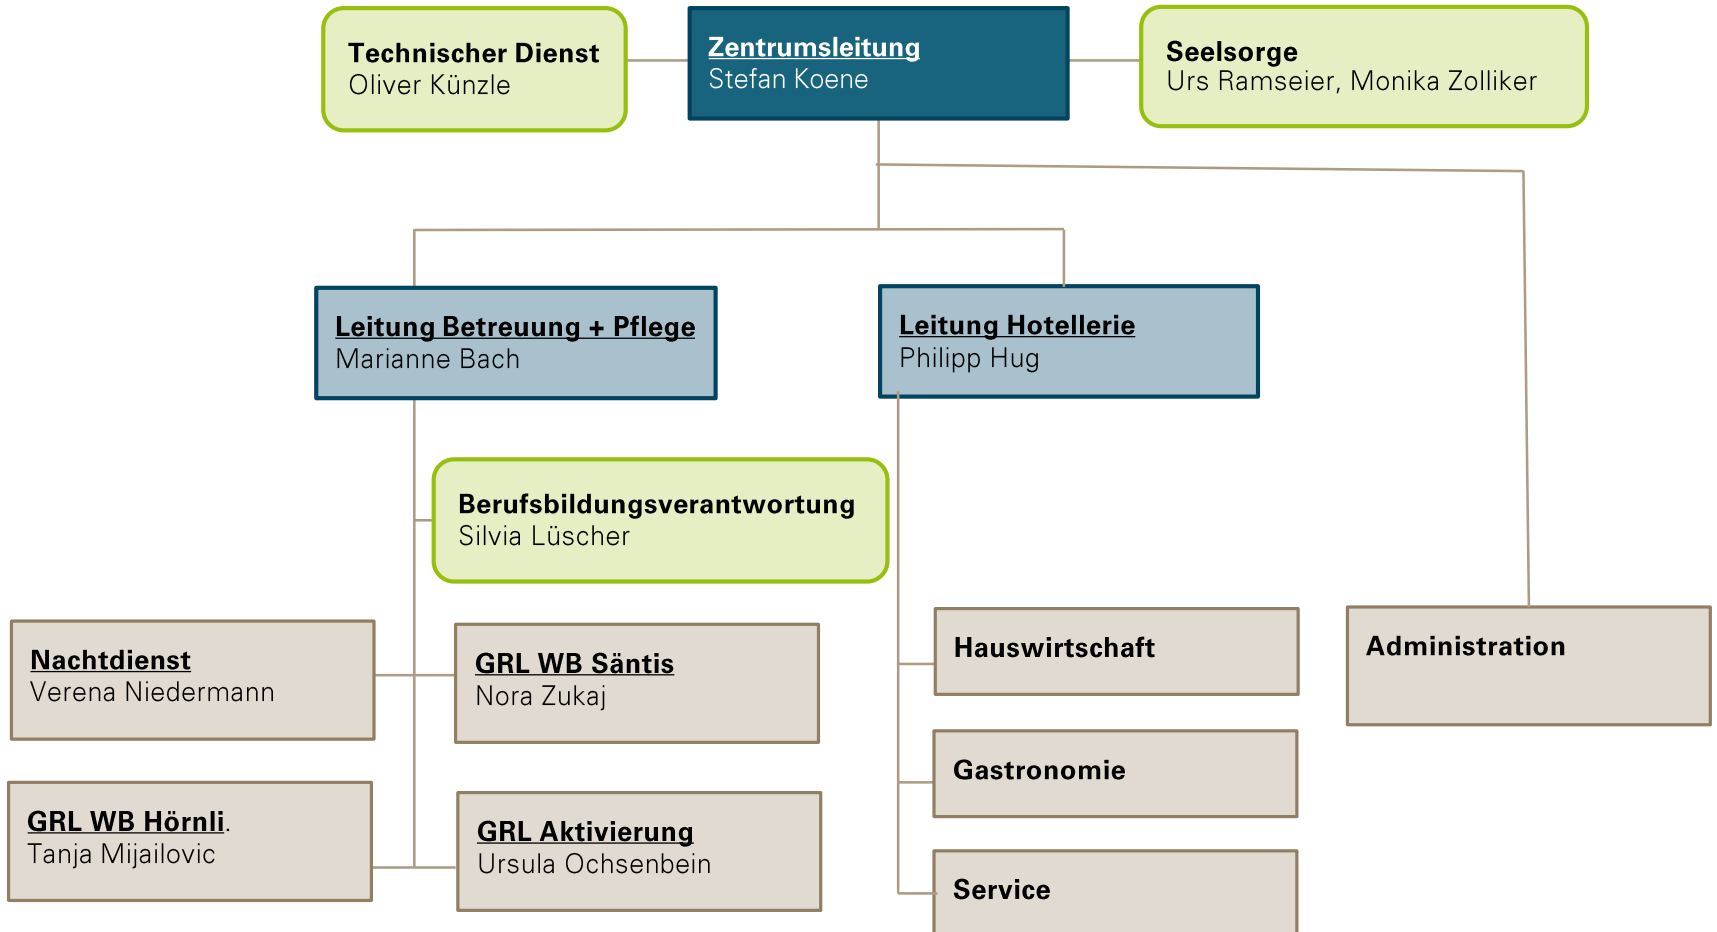 Technischer Dienst
Oliver Künzle
Zentrumsleitung
Stefan Koene
Seelsorge
Urs Ramseier, Monika Zolliker
Leitung Betreuung + Pflege
Marianne Bach
Leitung Hotellerie
Philipp Hug
Berufsbildungsverantwortung
Silvia Lüscher
Nachtdienst
Verena Niedermann
GRL WB Säntis
Nora Zukaj
Hauswirtschaft
Administration
GRL WB Hörnli.
Tanja Mijailovic
GRL Aktivierung
Ursula Ochsenbein
Gastronomie
Service